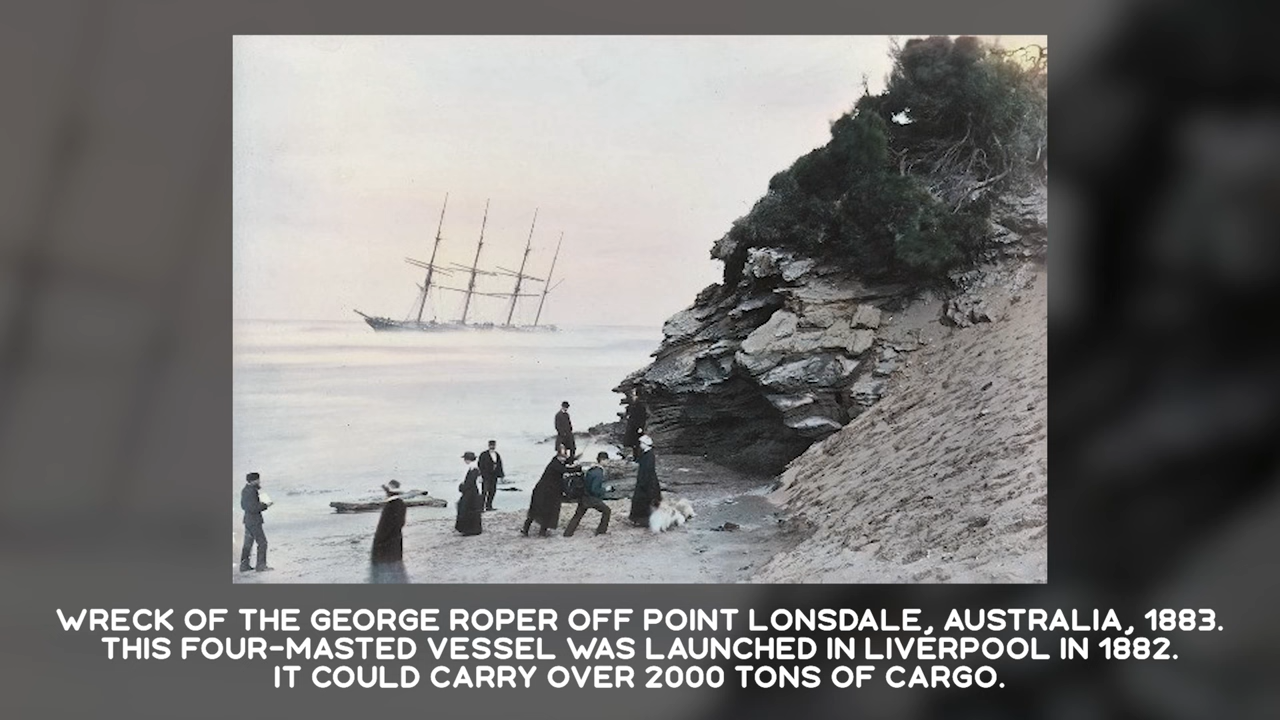 WRECK OF THE GEORGE ROPER OFF POINT LONSDALE, AUSTRALIA, 1883.
THIS FOUR-MASTED VESSEL WAS LAUNCHED IN LIVERPOOL IN 1882.
IT COULD CARRY OVER 2000 TONS OF CARGO.